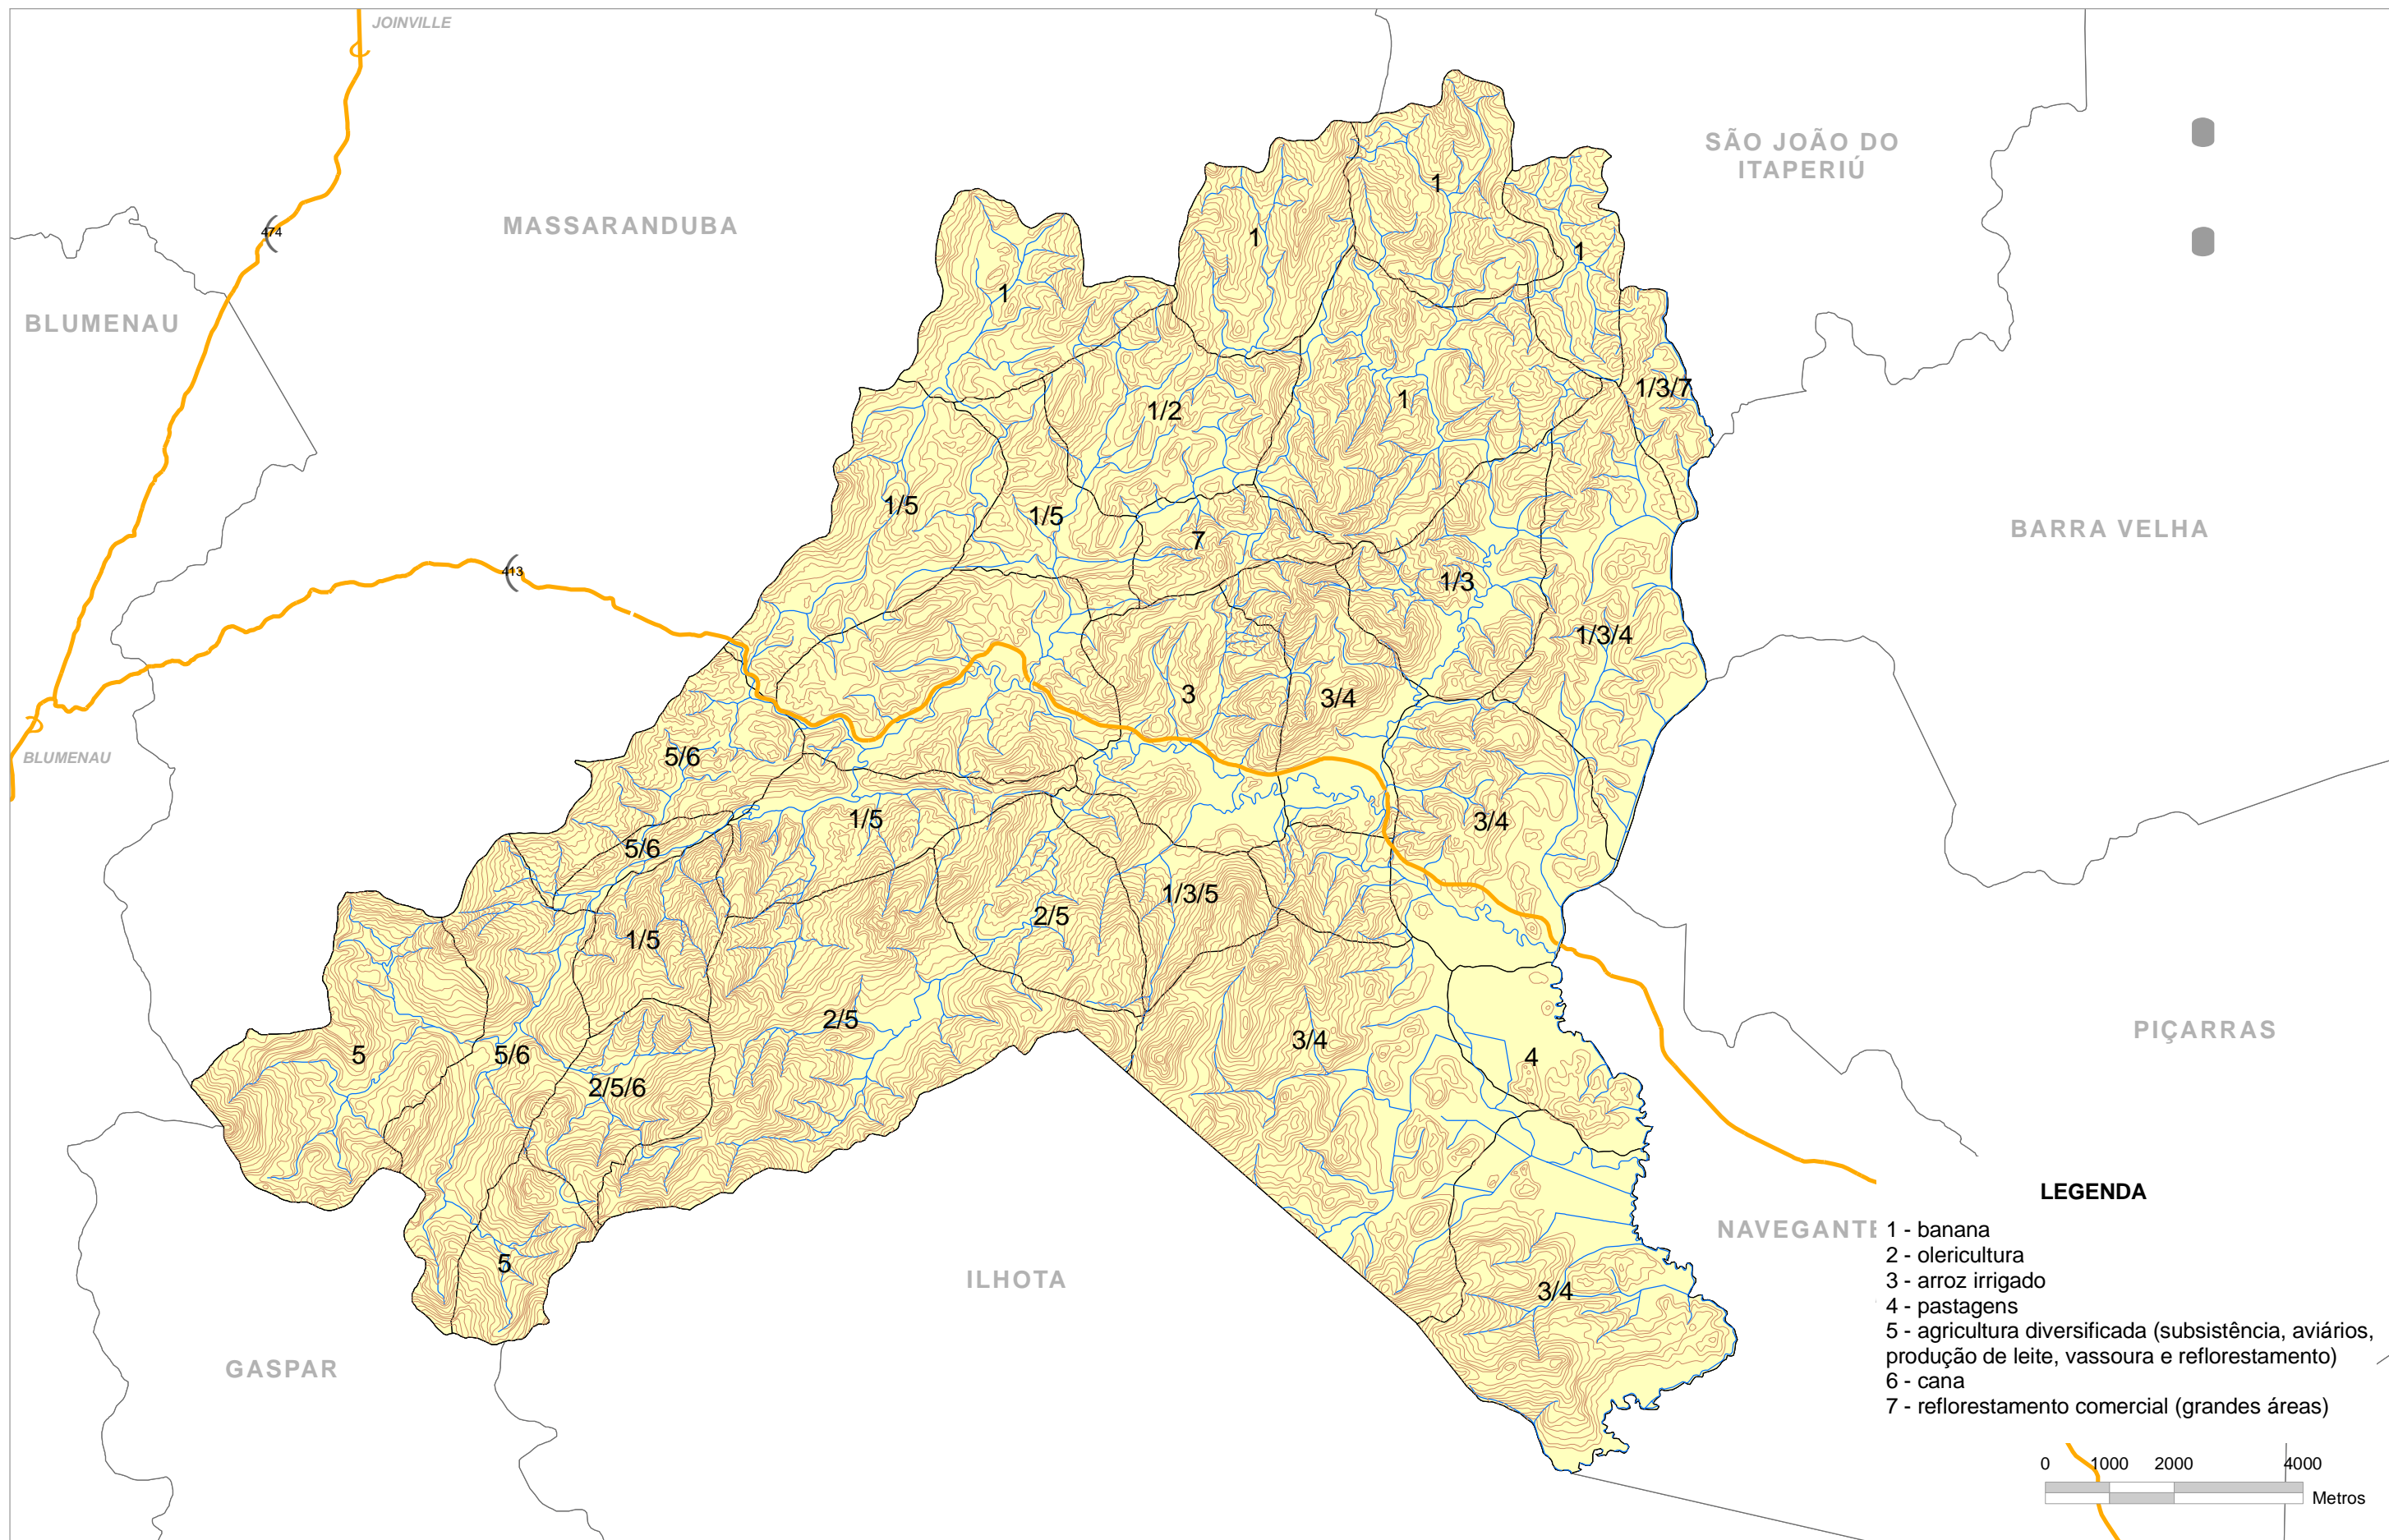 JOINVILLE
SÃO JOÃO DO
ITAPERIÚ
1
474
MASSARANDUBA
1
1
1
BLUMENAU
1/3/7
1
1/2
1/5
1/5
BARRA VELHA
7
413
1/3
1/3/4
3
3/4
5/6
BLUMENAU
1/5
3/4
5/6
1/3/5
2/5
1/5
2/5
PIÇARRAS
3/4
5
5/6
4
2/5/6
LEGENDA
NAVEGANTE
1 - banana
2 - olericultura
5
ILHOTA
3 - arroz irrigado
3/4
4 - pastagens
5 - agricultura diversificada (subsistência, aviários,
produção de leite, vassoura e reflorestamento)
GASPAR
6 - cana
7 - reflorestamento comercial (grandes áreas)
0 1000 2000 4000
Metros